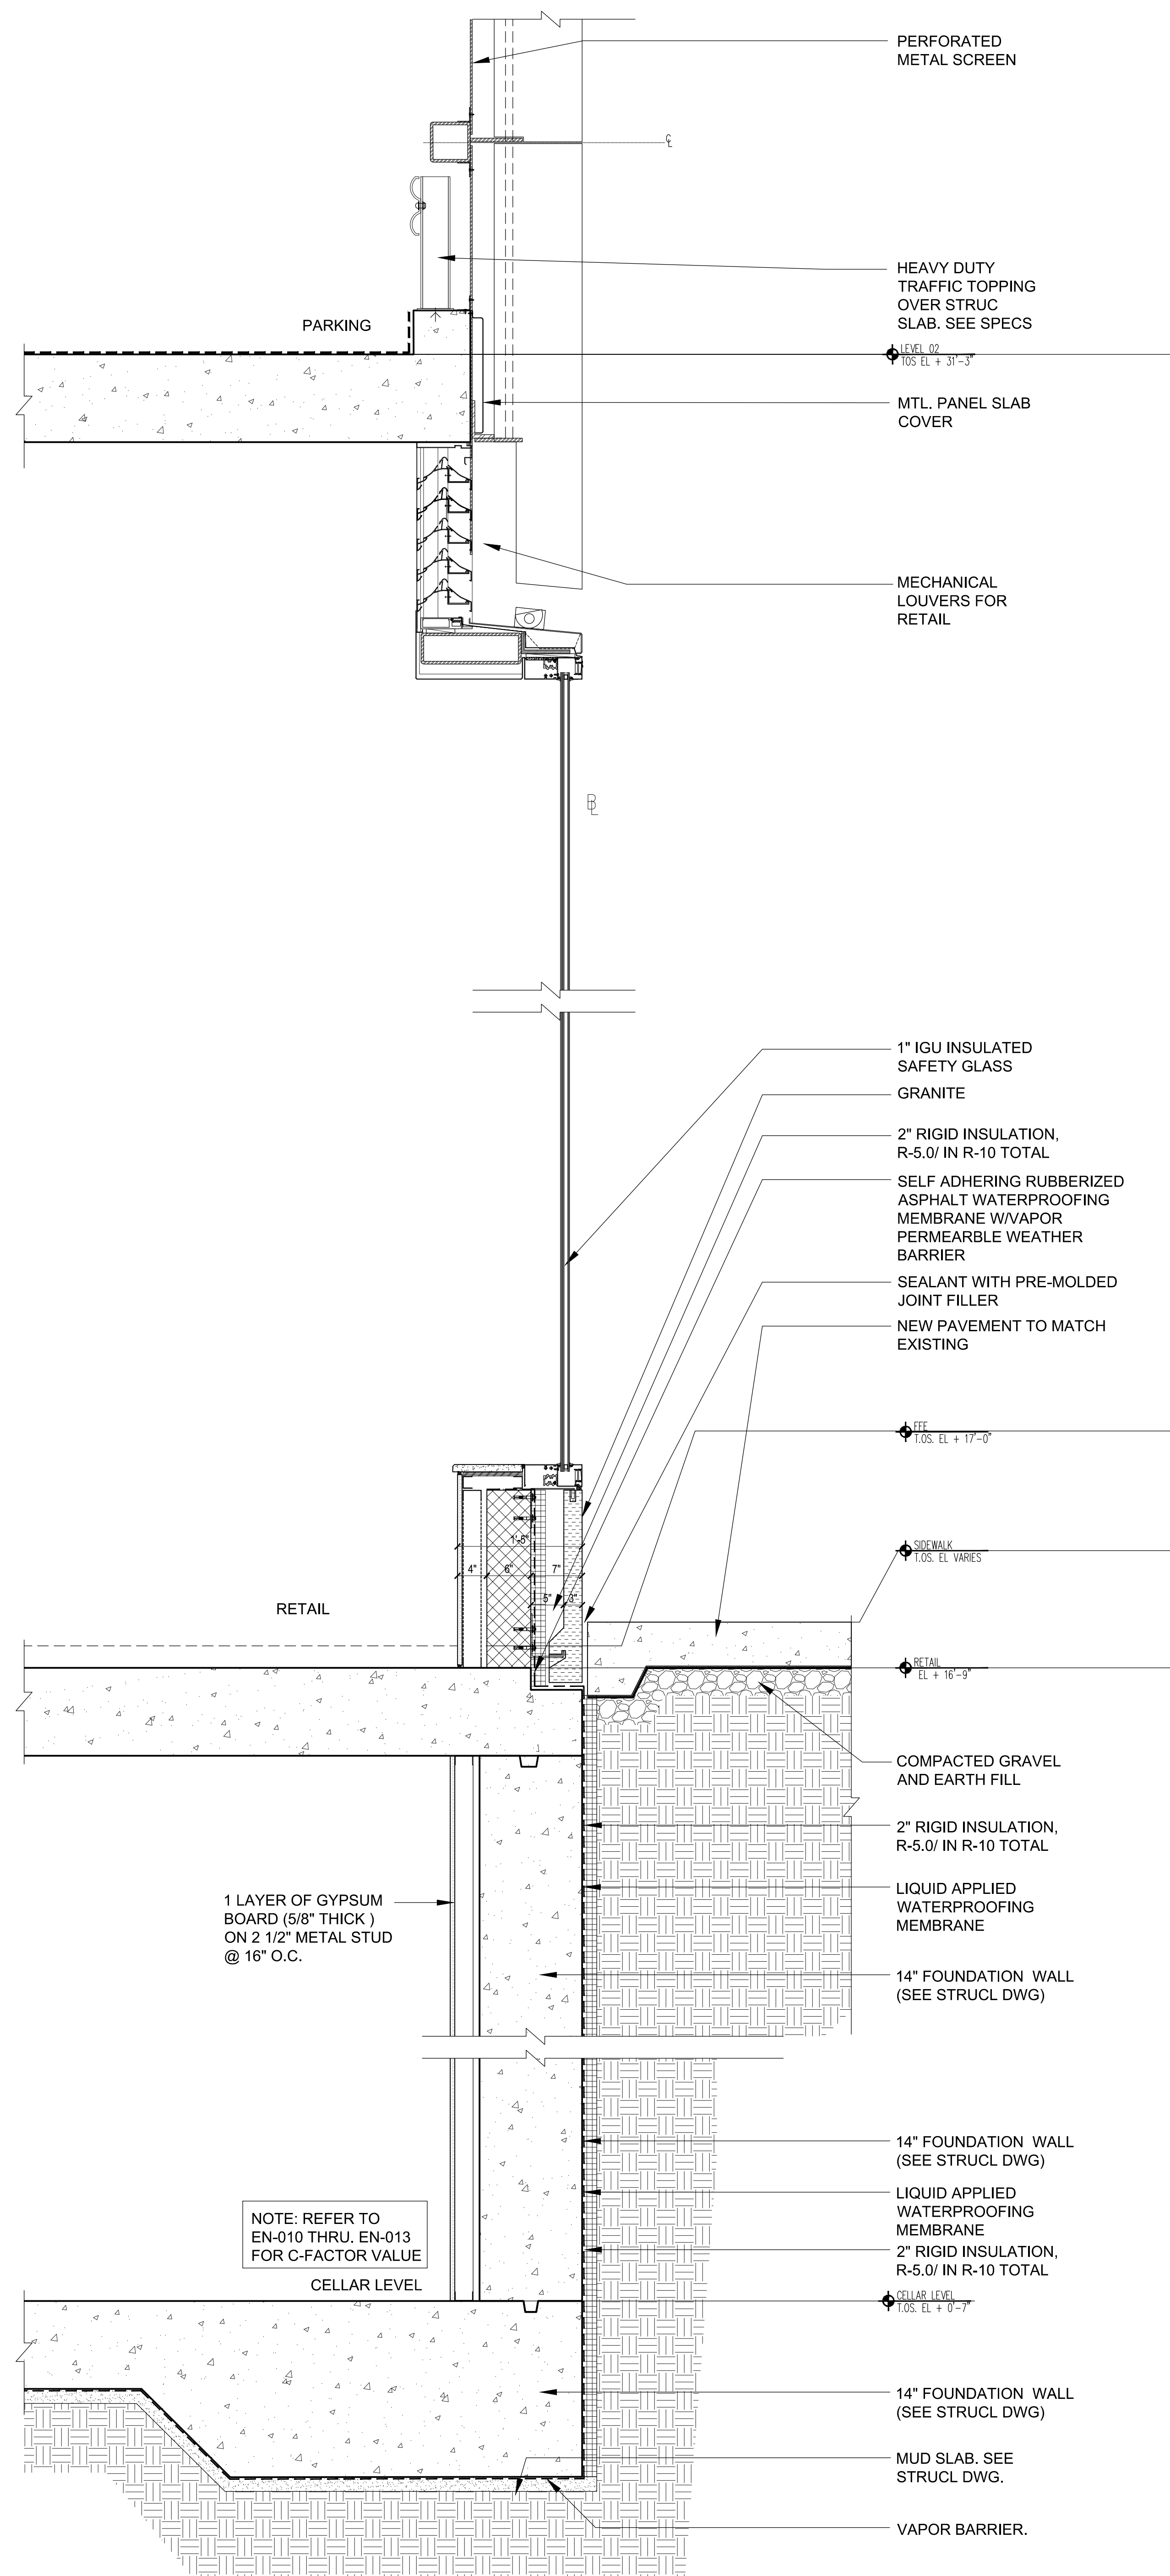 PERFORATED
METAL SCREEN
CL
HEAVY DUTY
TRAFFIC TOPPING
OVER STRUC
SLAB. SEE SPECS
PARKING
LEVEL 02
TOS EL + 31'-3"
MTL. PANEL SLAB
COVER
MECHANICAL
LOUVERS FOR
RETAIL
BL
1" IGU INSULATED
SAFETY GLASS
GRANITE
2" RIGID INSULATION,
R-5.0/ IN R-10 TOTAL
SELF ADHERING RUBBERIZED
ASPHALT WATERPROOFING
MEMBRANE W/VAPOR
PERMEARBLE WEATHER
BARRIER
SEALANT WITH PRE-MOLDED
JOINT FILLER
NEW PAVEMENT TO MATCH
EXISTING
FFE
T.OS. EL + 17'-0"
1'-5"
SIDEWALK
T.OS. EL VARIES
4"
6"
7"
5"
3"
RETAIL
RETAIL
EL + 16'-9"
COMPACTED GRAVEL
AND EARTH FILL
2" RIGID INSULATION,
R-5.0/ IN R-10 TOTAL
LIQUID APPLIED
WATERPROOFING
MEMBRANE
1 LAYER OF GYPSUM
BOARD (5/8" THICK )
ON 2 1/2" METAL STUD
@ 16" O.C.
14" FOUNDATION WALL
(SEE STRUCL DWG)
14" FOUNDATION WALL
(SEE STRUCL DWG)
LIQUID APPLIED
WATERPROOFING
MEMBRANE
2" RIGID INSULATION,
R-5.0/ IN R-10 TOTAL
NOTE: REFER TO
EN-010 THRU. EN-013
FOR C-FACTOR VALUE
CELLAR LEVEL
CELLAR LEVEL
T.OS. EL + 0'-7"
14" FOUNDATION WALL
(SEE STRUCL DWG)
MUD SLAB. SEE
STRUCL DWG.
VAPOR BARRIER.